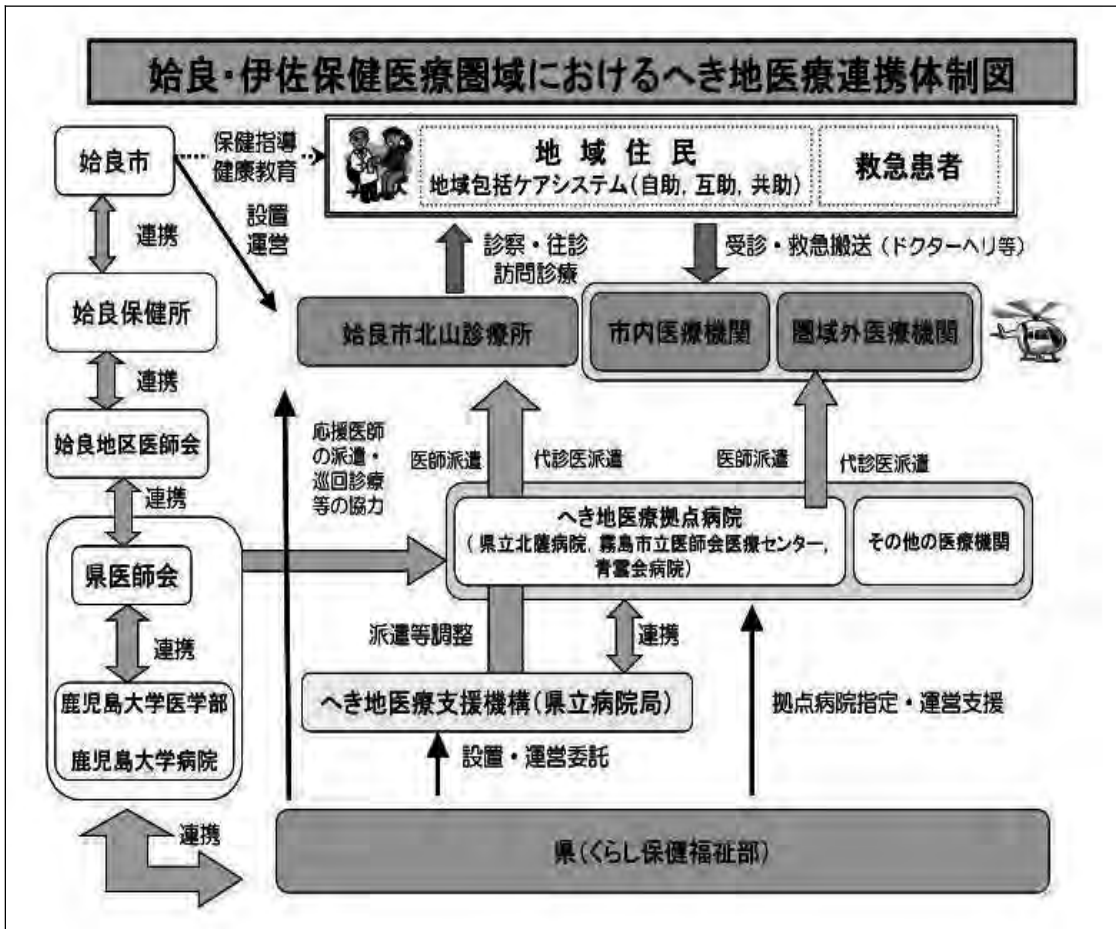 姶良・伊佐保健医療圏域におけるへき地医療連携体制図
姶良市
保健指導
健康教育
地域住民
地域包括ケアシステム(自助,互助,共助)
救急患者
設置
運営
連携
診察・往診
訪問診療
受診・救急搬送(ドクターヘリ等)
姶良保健所
姶良市北山診療所
市内医療機関
圏域外医療機関
連携
姶良地区医師会
応援医師
の派遣・
巡回診療
等の協力
医師派遣
代診医派遣
医師派遣
代診医派遣
連携
へき地医療拠点病院
(県立北薩病院,霧島市立医師会医療センター,
青雲会病院)
その他の医療機関
県医師会
連携
派遣等調整
連携
鹿児島大学医学部
鹿児島大学病院
へき地医療支援機構(県立病院局)
拠点病院指定・運営支援
設置・運営委託
連携
県(くらし保健福祉部)